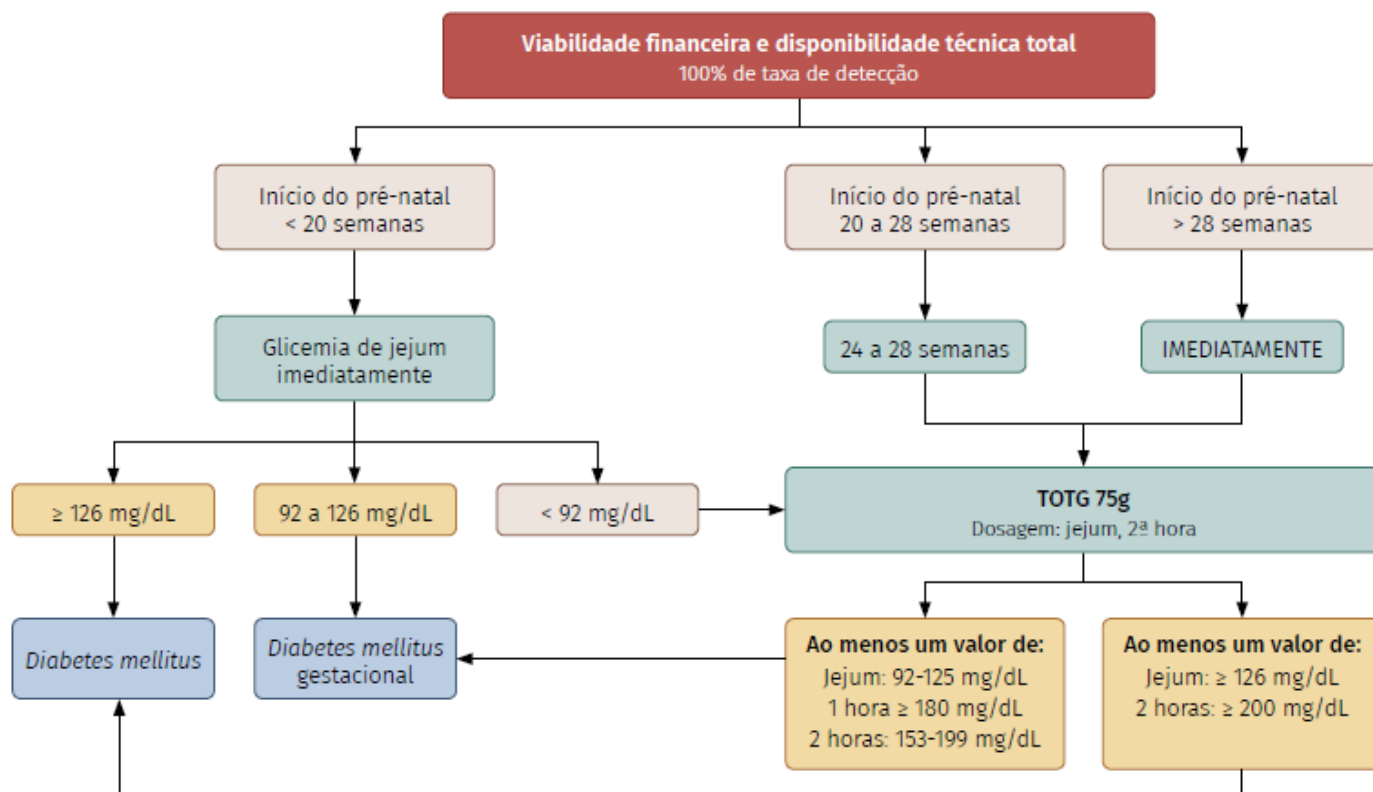 Viabilidade financeira e disponibilidade técnica total
100% de taxa de detecção
Início do pré-natal
< 20 semanas
Início do pré-natal
20 a 28 semanas
Início do pré-natal
> 28 semanas
Glicemia de jejum
imediatamente
24 a 28 semanas
IMEDIATAMENTE
≥ 126 mg/dL
92 a 126 mg/dL
< 92 mg/dL
TOTG 75g
Dosagem: jejum, 2ª hora
Diabetes mellitus
Diabetes mellitus
gestacional
Ao menos um valor de:
Jejum: 92-125 mg/dL
1 hora ≥ 180 mg/dL
2 horas: 153-199 mg/dL
Ao menos um valor de:
Jejum: ≥ 126 mg/dL
2 horas: ≥ 200 mg/dL